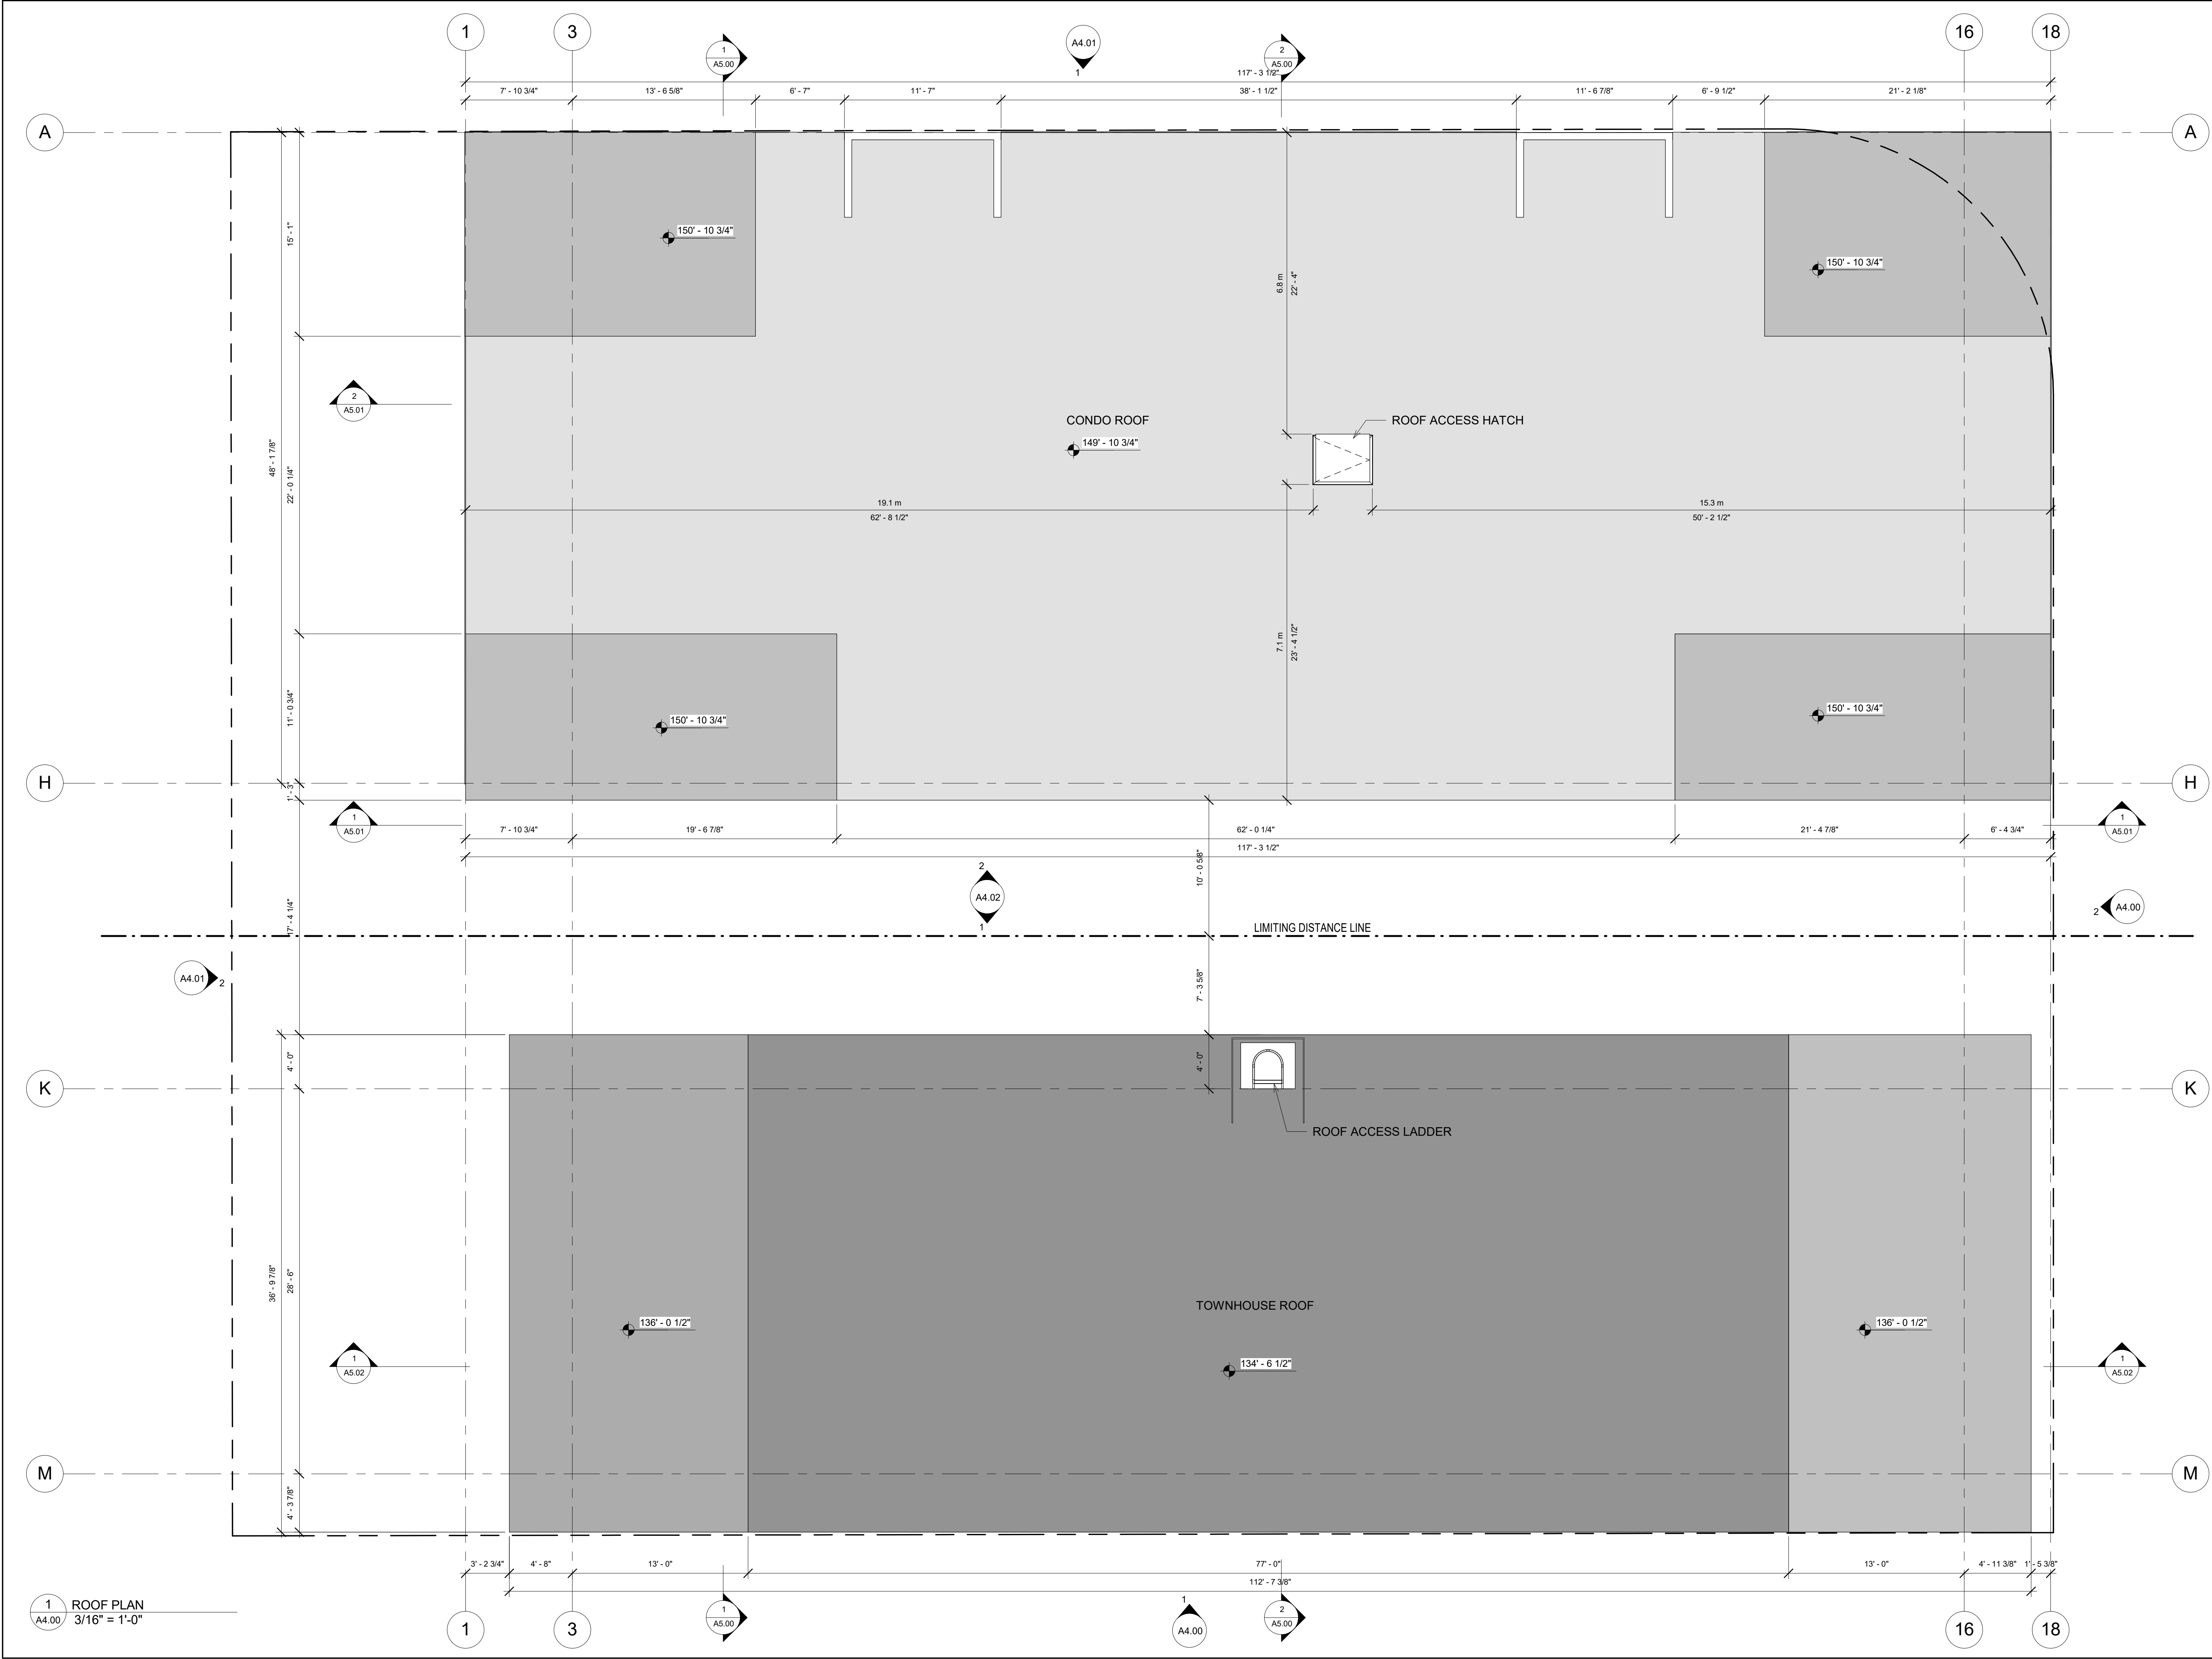 1
3
16
18
1
A5.00
A4.01
1
2
A5.00
117' - 3 1/2"
7' - 10 3/4"
13' - 6 5/8"
6' - 7"
11' - 7"
38' - 1 1/2"
11' - 6 7/8"
6' - 9 1/2"
21' - 2 1/8"
A
A
15' - 1"
150' - 10 3/4"
150' - 10 3/4"
6.8 m
22' - 4"
2
A5.01
CONDO ROOF
149' - 10 3/4"
ROOF ACCESS HATCH
48' - 1 7/8"
22' - 0 1/4"
19.1 m
62' - 8 1/2"
15.3 m
50' - 2 1/2"
7.1 m
23' - 4 1/2"
11' - 0 3/4"
150' - 10 3/4"
150' - 10 3/4"
H
H
1' - 3"
1
A5.01
1
A5.01
7' - 10 3/4"
19' - 6 7/8"
62' - 0 1/4"
21' - 4 7/8"
6' - 4 3/4"
117' - 3 1/2"
10' - 0 5/8"
2
A4.02
1
17' - 4 1/4"
2
A4.00
LIMITING DISTANCE LINE
A4.01
2
7' - 3 5/8"
4' - 0"
4' - 0"
K
K
ROOF ACCESS LADDER
36' - 9 7/8"
28' - 6"
TOWNHOUSE ROOF
136' - 0 1/2"
136' - 0 1/2"
134' - 6 1/2"
1
A5.02
1
A5.02
M
M
4' - 3 7/8"
3' - 2 3/4"
4' - 8"
13' - 0"
77' - 0"
13' - 0"
4' - 11 3/8"
1' - 5 3/8"
112' - 7 3/8"
1
A4.00
ROOF PLAN
3/16" = 1'-0"
1
3
1
A5.00
1
A4.00
2
A5.00
16
18